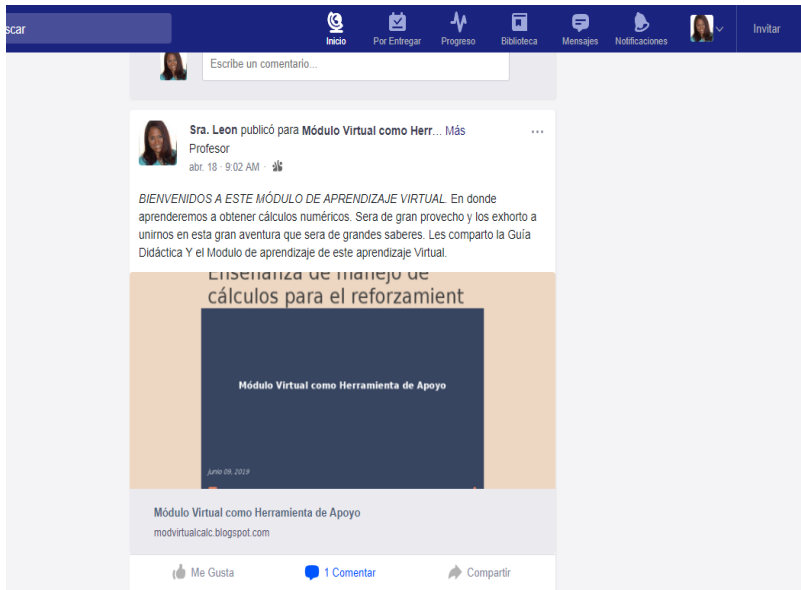 scar
Inicio
Por Entregar
Progreso
Biblioteca
Mensajes
Notificaciones
Invitar
Escribe un comentario...
Sra. Leon publicó para Módulo Virtual como Herr... Más
Profesor
abr. 18 · 9:02 AM ·
BIENVENIDOS A ESTE MÓDULO DE APRENDIZAJE VIRTUAL. En donde
aprenderemos a obtener cálculos numéricos. Sera de gran provecho y los exhorto a
unirnos en esta gran aventura que sera de grandes saberes. Les comparto la Guía
Didáctica Y el Modulo de aprendizaje de este aprendizaje Virtual.
Enseñanza de manejo de
cálculos para el reforzamient
Módulo Virtual como Herramienta de Apoyo
junio 09, 2019
Módulo Virtual como Herramienta de Apoyo
modvirtualcalc.blogspot.com
Me Gusta
1 Comentar
Compartir